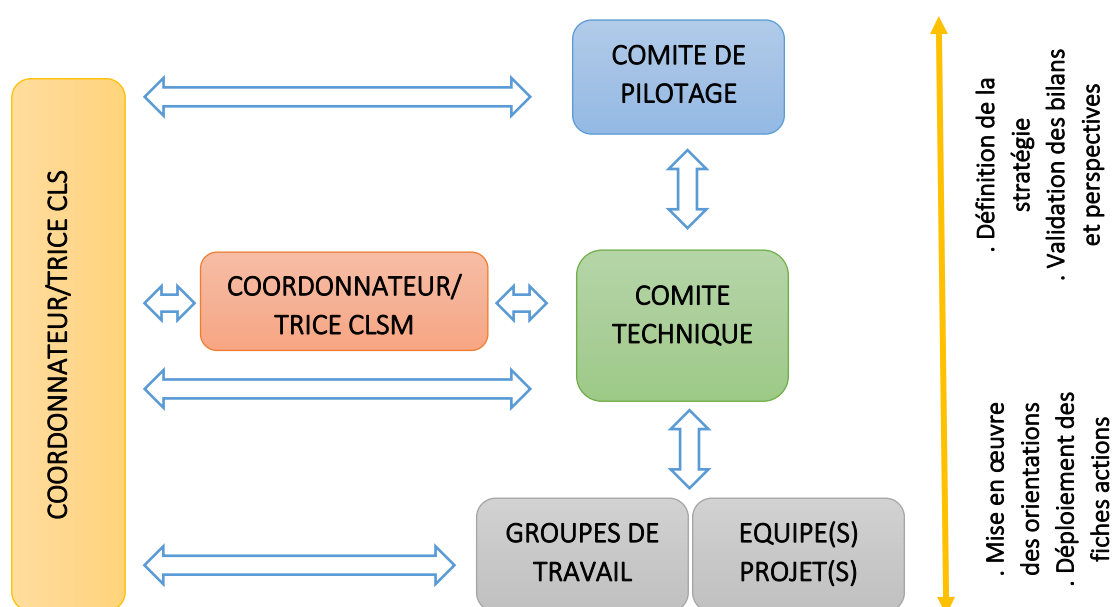 COMITE DE
PILOTAGE
COORDONNATEUR/TRICE CLS
COORDONNATEUR/
TRICE CLSM
COMITE
TECHNIQUE
GROUPES DE
TRAVAIL
EQUIPE(S)
PROJET(S)
. Définition de la
stratégie
. Validation des bilans
et perspectives
. Mise en œuvre
des orientations
. Déploiement des
fiches actions